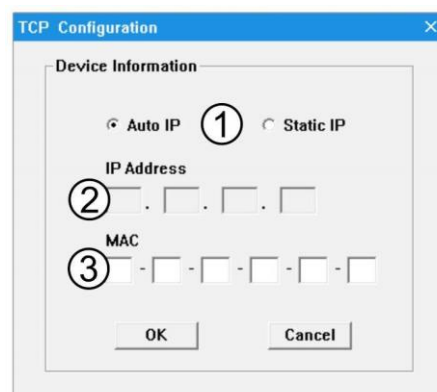 TCP Configuration
Device Information
Auto IP ① Static IP
IP Address
② . . .
MAC
③ - - - - -
OK Cancel